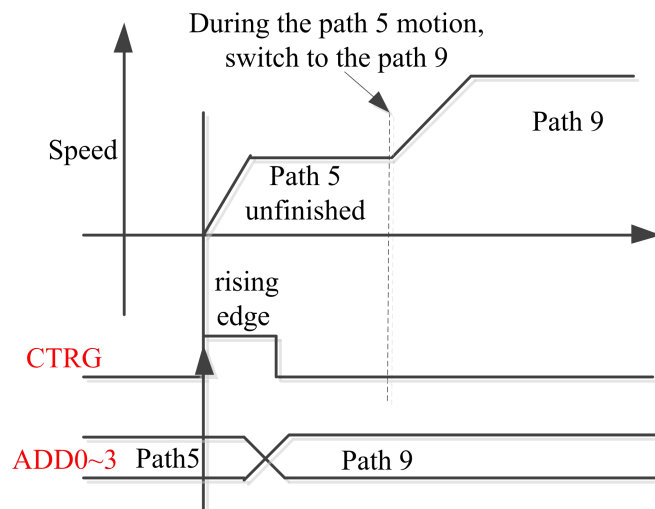 During the path 5 motion,
switch to the path 9
Speed
Path 9
Path 5
unfinished
rising
edge
CTRG
ADD0~3
Path5
Path 9